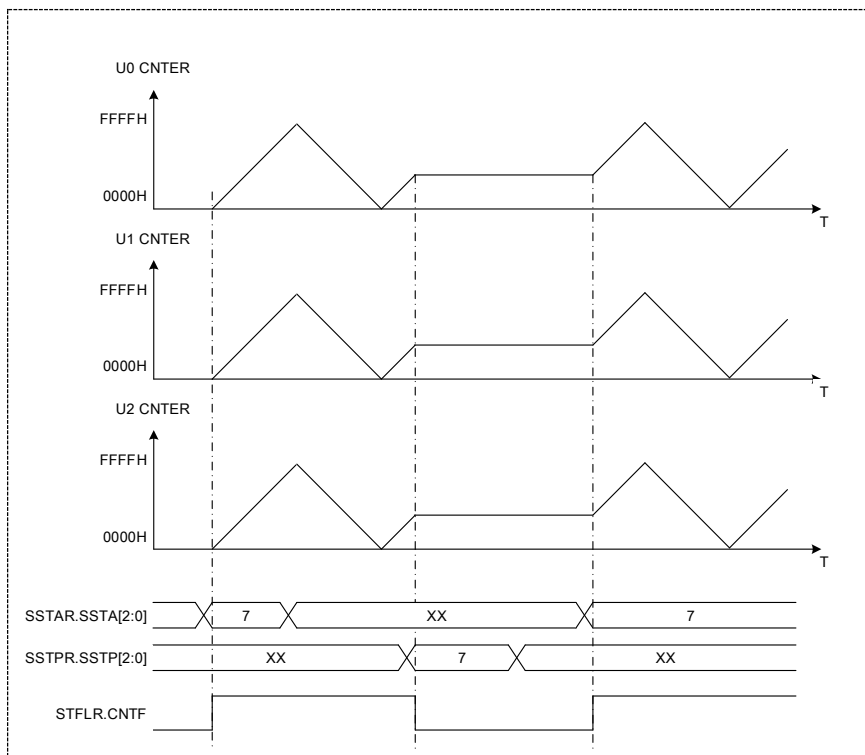 U0 CNTER
FFFFH
0000H
T
U1 CNTER
FFFFH
0000H
T
U2 CNTER
FFFFH
0000H
T
SSTAR.SSTA[2:0] 7 XX 7
SSTPR.SSTP[2:0] XX 7 XX
STFLR.CNTF